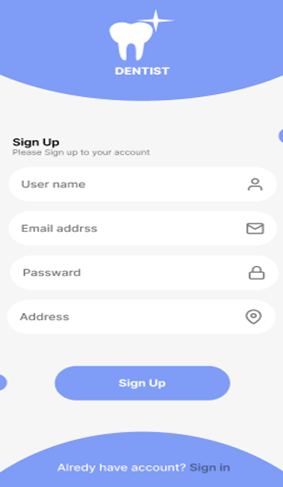 DENTIST
Sign Up
Please Sign up to your account
User name
Email addrss
Passward
Address
Sign Up
Alredy have account? Sign in